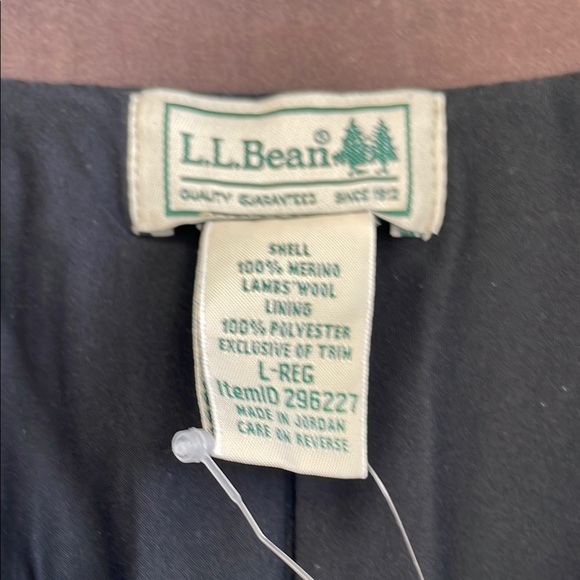 L.L.Bean®
QUALITY GUARANTEED SINCE 1912
SHELL
100% MERINO
LAMBS'WOOL
LINING
100% POLYESTER
EXCLUSIVE OF TRIM
L-REG
ItemID 296227
MADE IN JORDAN
CARE ON REVERSE